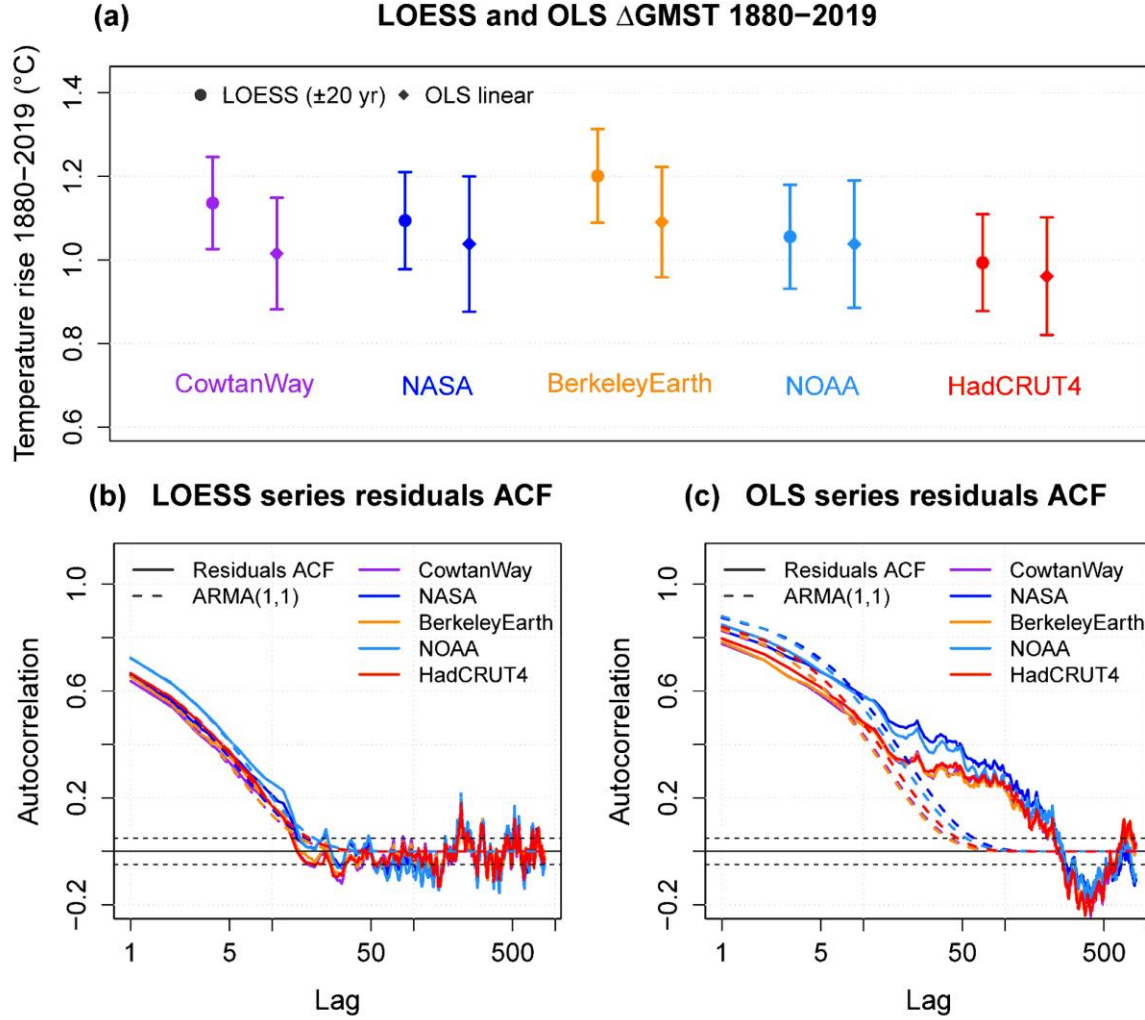 (a) LOESS and OLS ΔGMST 1880−2019
Temperature rise 1880−2019 (°C)
1.4
1.2
1.0
0.8
0.6
LOESS (±20 yr) OLS linear
CowtanWay NASA BerkeleyEarth NOAA HadCRUT4
(b) LOESS series residuals ACF
Autocorrelation
1.0
0.6
0.2
−0.2
Residuals ACF
ARMA(1,1)
CowtanWay
NASA
BerkeleyEarth
NOAA
HadCRUT4
1 5 50 500
Lag
(c) OLS series residuals ACF
Autocorrelation
1.0
0.6
0.2
−0.2
Residuals ACF
ARMA(1,1)
CowtanWay
NASA
BerkeleyEarth
NOAA
HadCRUT4
1 5 50 500
Lag